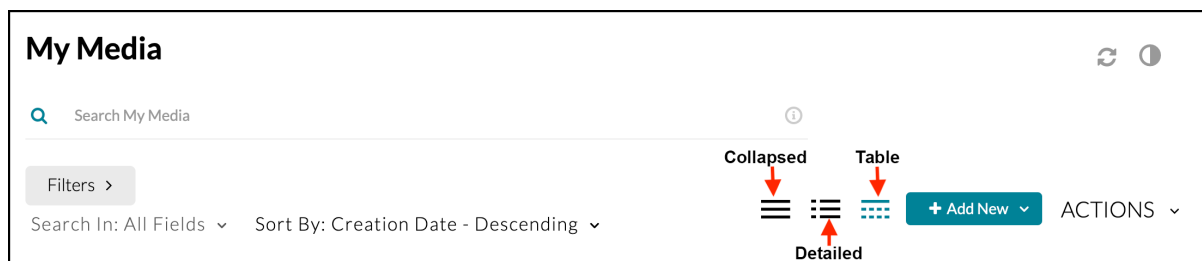 My Media
Search My Media
Collapsed
Table
Filters
Search In: All Fields
Sort By: Creation Date - Descending
+ Add New
ACTIONS
Detailed